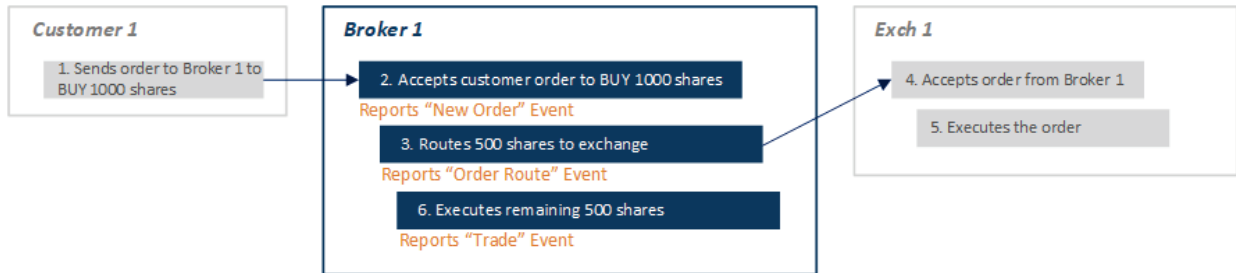 Customer 1
1. Sends order to Broker 1 to
BUY 1000 shares
Broker 1
2. Accepts customer order to BUY 1000 shares
Reports “New Order” Event
3. Routes 500 shares to exchange
Reports “Order Route” Event
6. Executes remaining 500 shares
Reports “Trade” Event
Exch 1
4. Accepts order from Broker 1
5. Executes the order